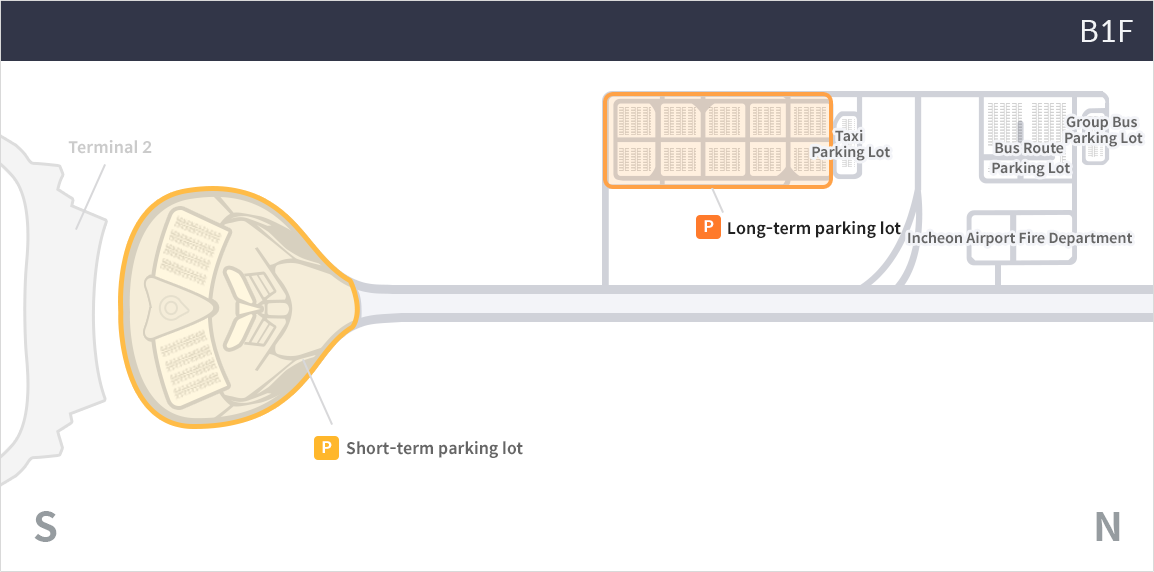 B1F
Terminal 2
Taxi
Parking Lot
Group Bus
Parking Lot
Bus Route
Parking Lot
P Long-term parking lot
Incheon Airport Fire Department
P Short-term parking lot
S
N